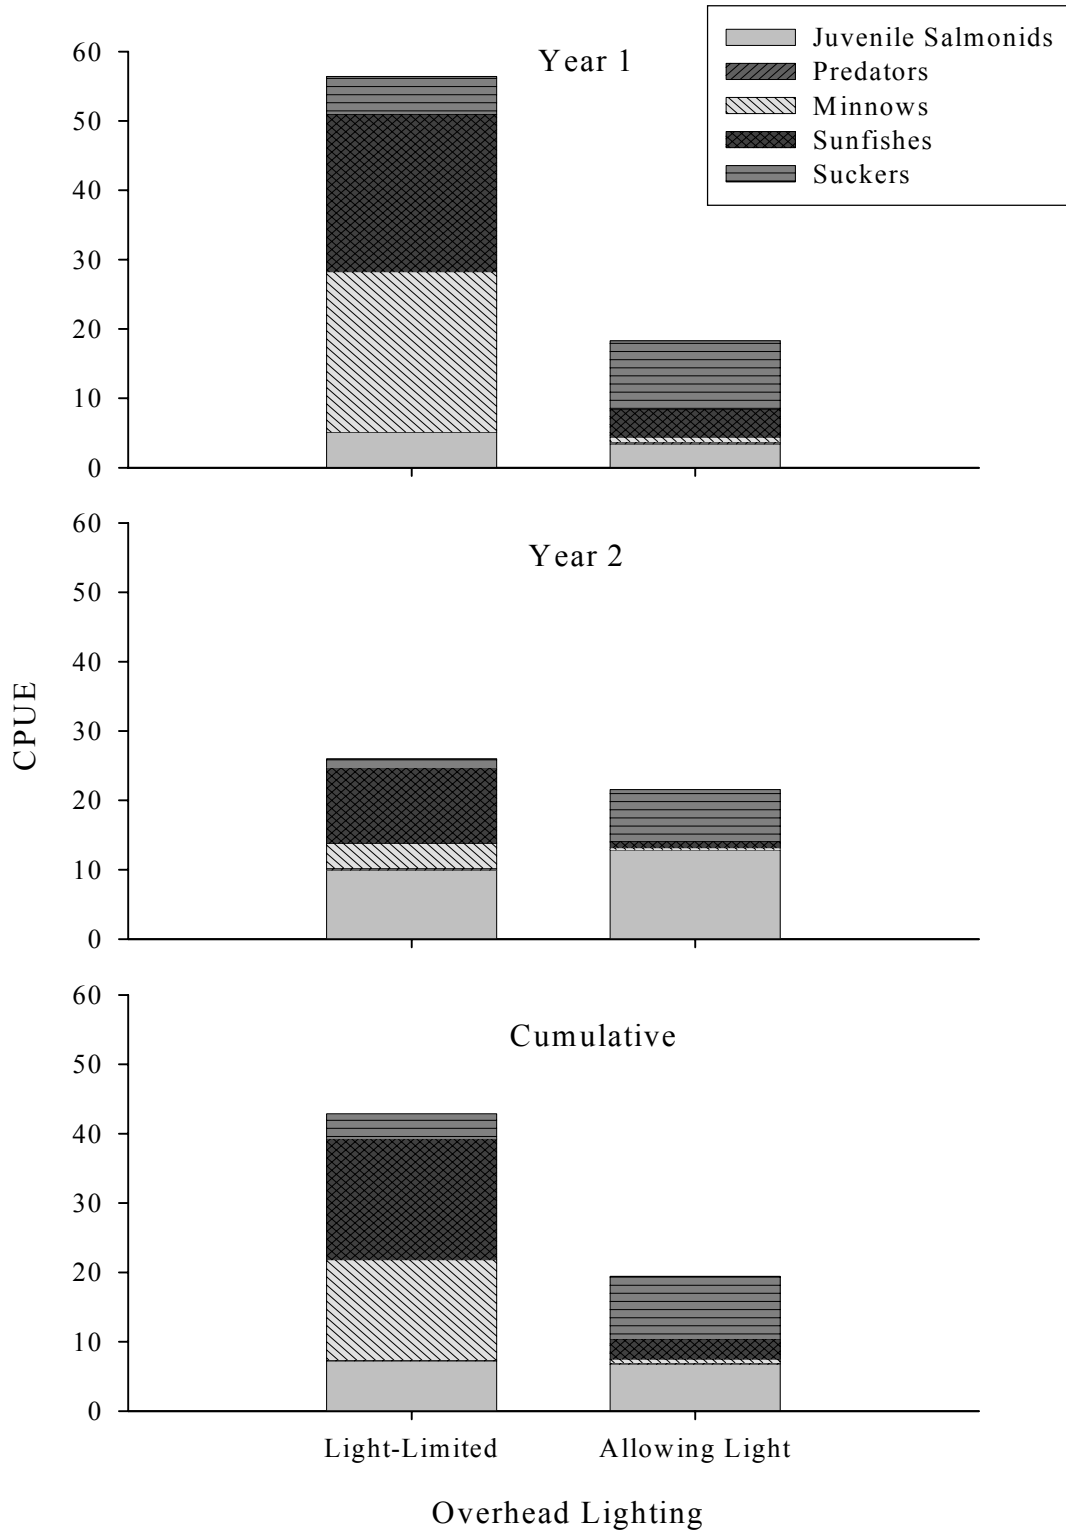 Juvenile Salmonids
Predators
Minnows
Sunfishes
Suckers
Year 1
60
50
40
30
20
10
0
Year 2
60
50
40
30
20
10
0
CPUE
Cumulative
60
50
40
30
20
10
0
Light-Limited Allowing Light
Overhead Lighting